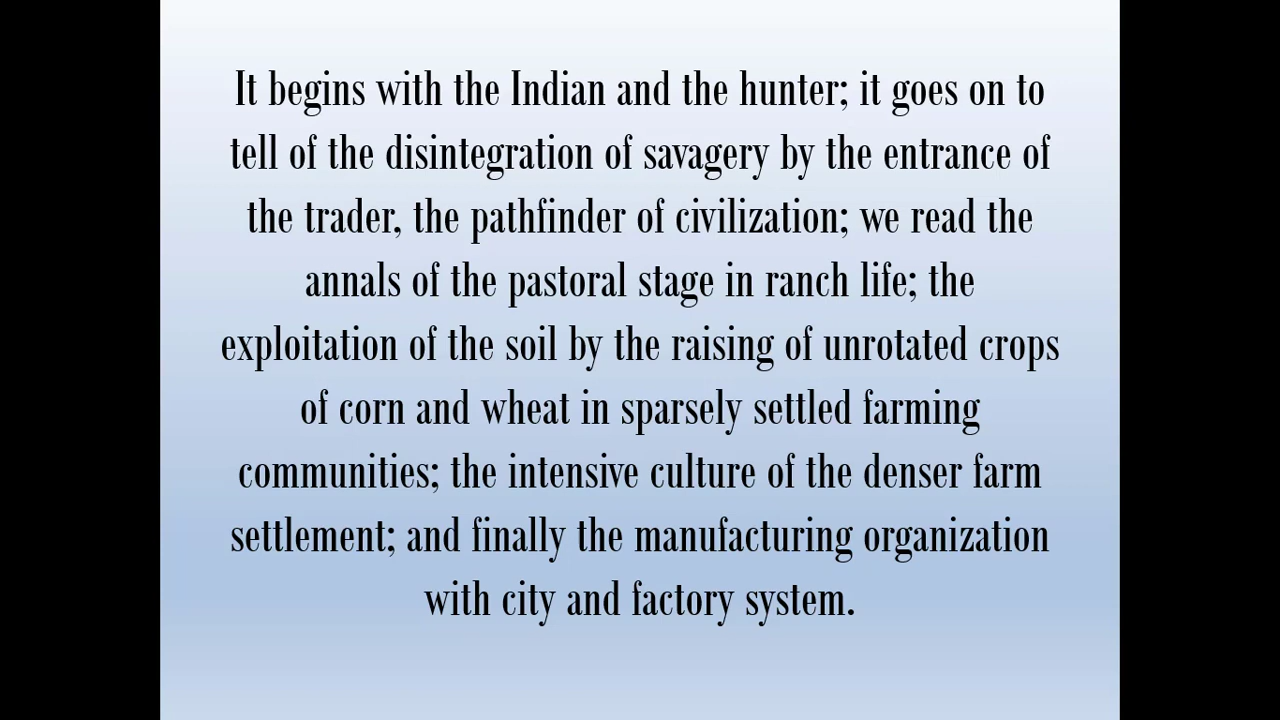 It begins with the Indian and the hunter; it goes on to
tell of the disintegration of savagery by the entrance of
the trader, the pathfinder of civilization; we read the
annals of the pastoral stage in ranch life; the
exploitation of the soil by the raising of unrotated crops
of corn and wheat in sparsely settled farming
communities; the intensive culture of the denser farm
settlement; and finally the manufacturing organization
with city and factory system.